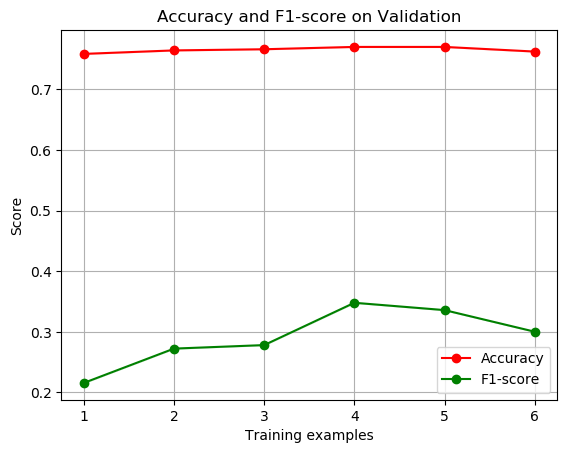 Accuracy and F1-score on Validation
Score
0.7
0.6
0.5
0.4
0.3
0.2
Accuracy
F1-score
1 2 3 4 5 6
Training examples